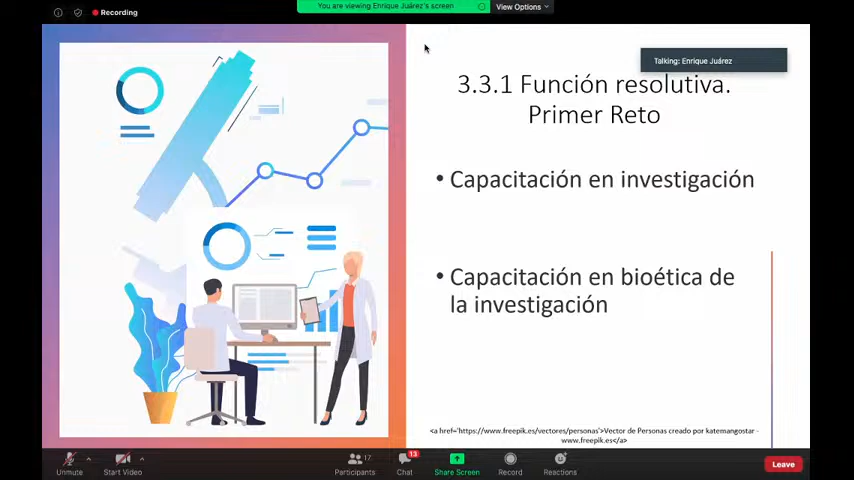 Recording
You are viewing Enrique Juárez's screen
View Options
Talking: Enrique Juárez
3.3.1 Función resolutiva.
Primer Reto
• Capacitación en investigación
• Capacitación en bioética de
la investigación
<a href='https://www.freepik.es/vectores/personas'>Vector de Personas creado por katemangostar -
www.freepik.es</a>
Unmute
Start Video
Participants
17
Chat
13
Share Screen
Record
Reactions
Leave